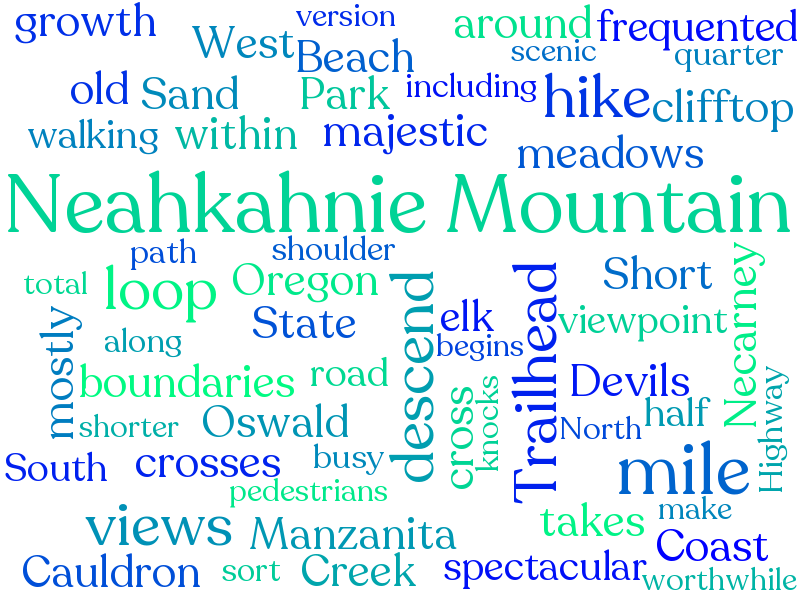 growth
version
around
frequented
West
Beach
scenic
quarter
old
Sand
Park
including
hike
clifftop
walking
within
majestic
meadows
Neahkahnie Mountain
path
shoulder
total
loop
Oregon
descend
Trailhead
Short
Necarney
mostly
along
State
elk
begins
viewpoint
boundaries
road
cross
knocks
Devils
Highway
shorter
Oswald
North
half
South
crosses
busy
mile
pedestrians
views
Manzanita
takes
make
Coast
Cauldron
sort
Creek
spectacular
worthwhile